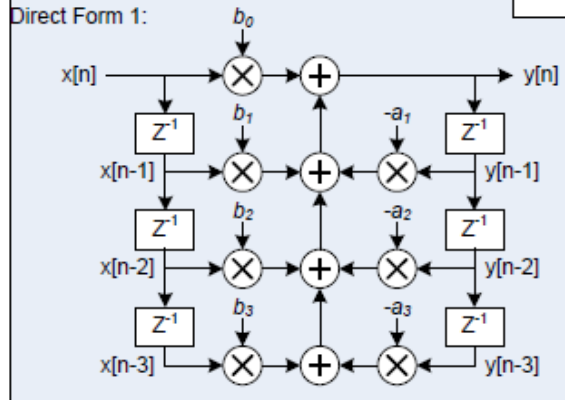 Direct Form 1:
b₀
x[n] y[n]
b₁ -a₁
Z⁻¹ Z⁻¹
x[n-1] y[n-1]
b₂ -a₂
Z⁻¹ Z⁻¹
x[n-2] y[n-2]
b₃ -a₃
Z⁻¹ Z⁻¹
x[n-3] y[n-3]